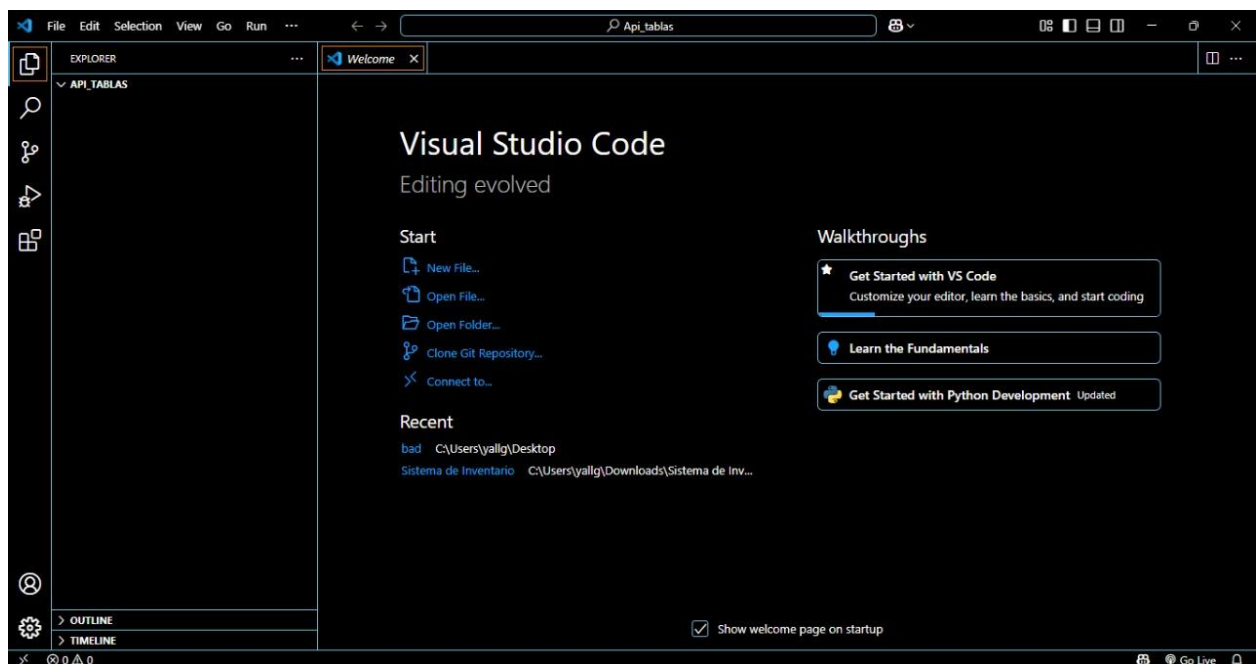 File Edit Selection View Go Run ···
Api_tablas
EXPLORER ···
Welcome
API_TABLAS
Visual Studio Code
Editing evolved
Start
New File...
Open File...
Open Folder...
Clone Git Repository...
Connect to...
Recent
bad C:\Users\yallg\Desktop
Sistema de Inventario C:\Users\yallg\Downloads\Sistema de Inv...
Walkthroughs
Get Started with VS Code
Customize your editor, learn the basics, and start coding
Learn the Fundamentals
Get Started with Python Development Updated
OUTLINE
TIMELINE
Show welcome page on startup
0 0
Go Live